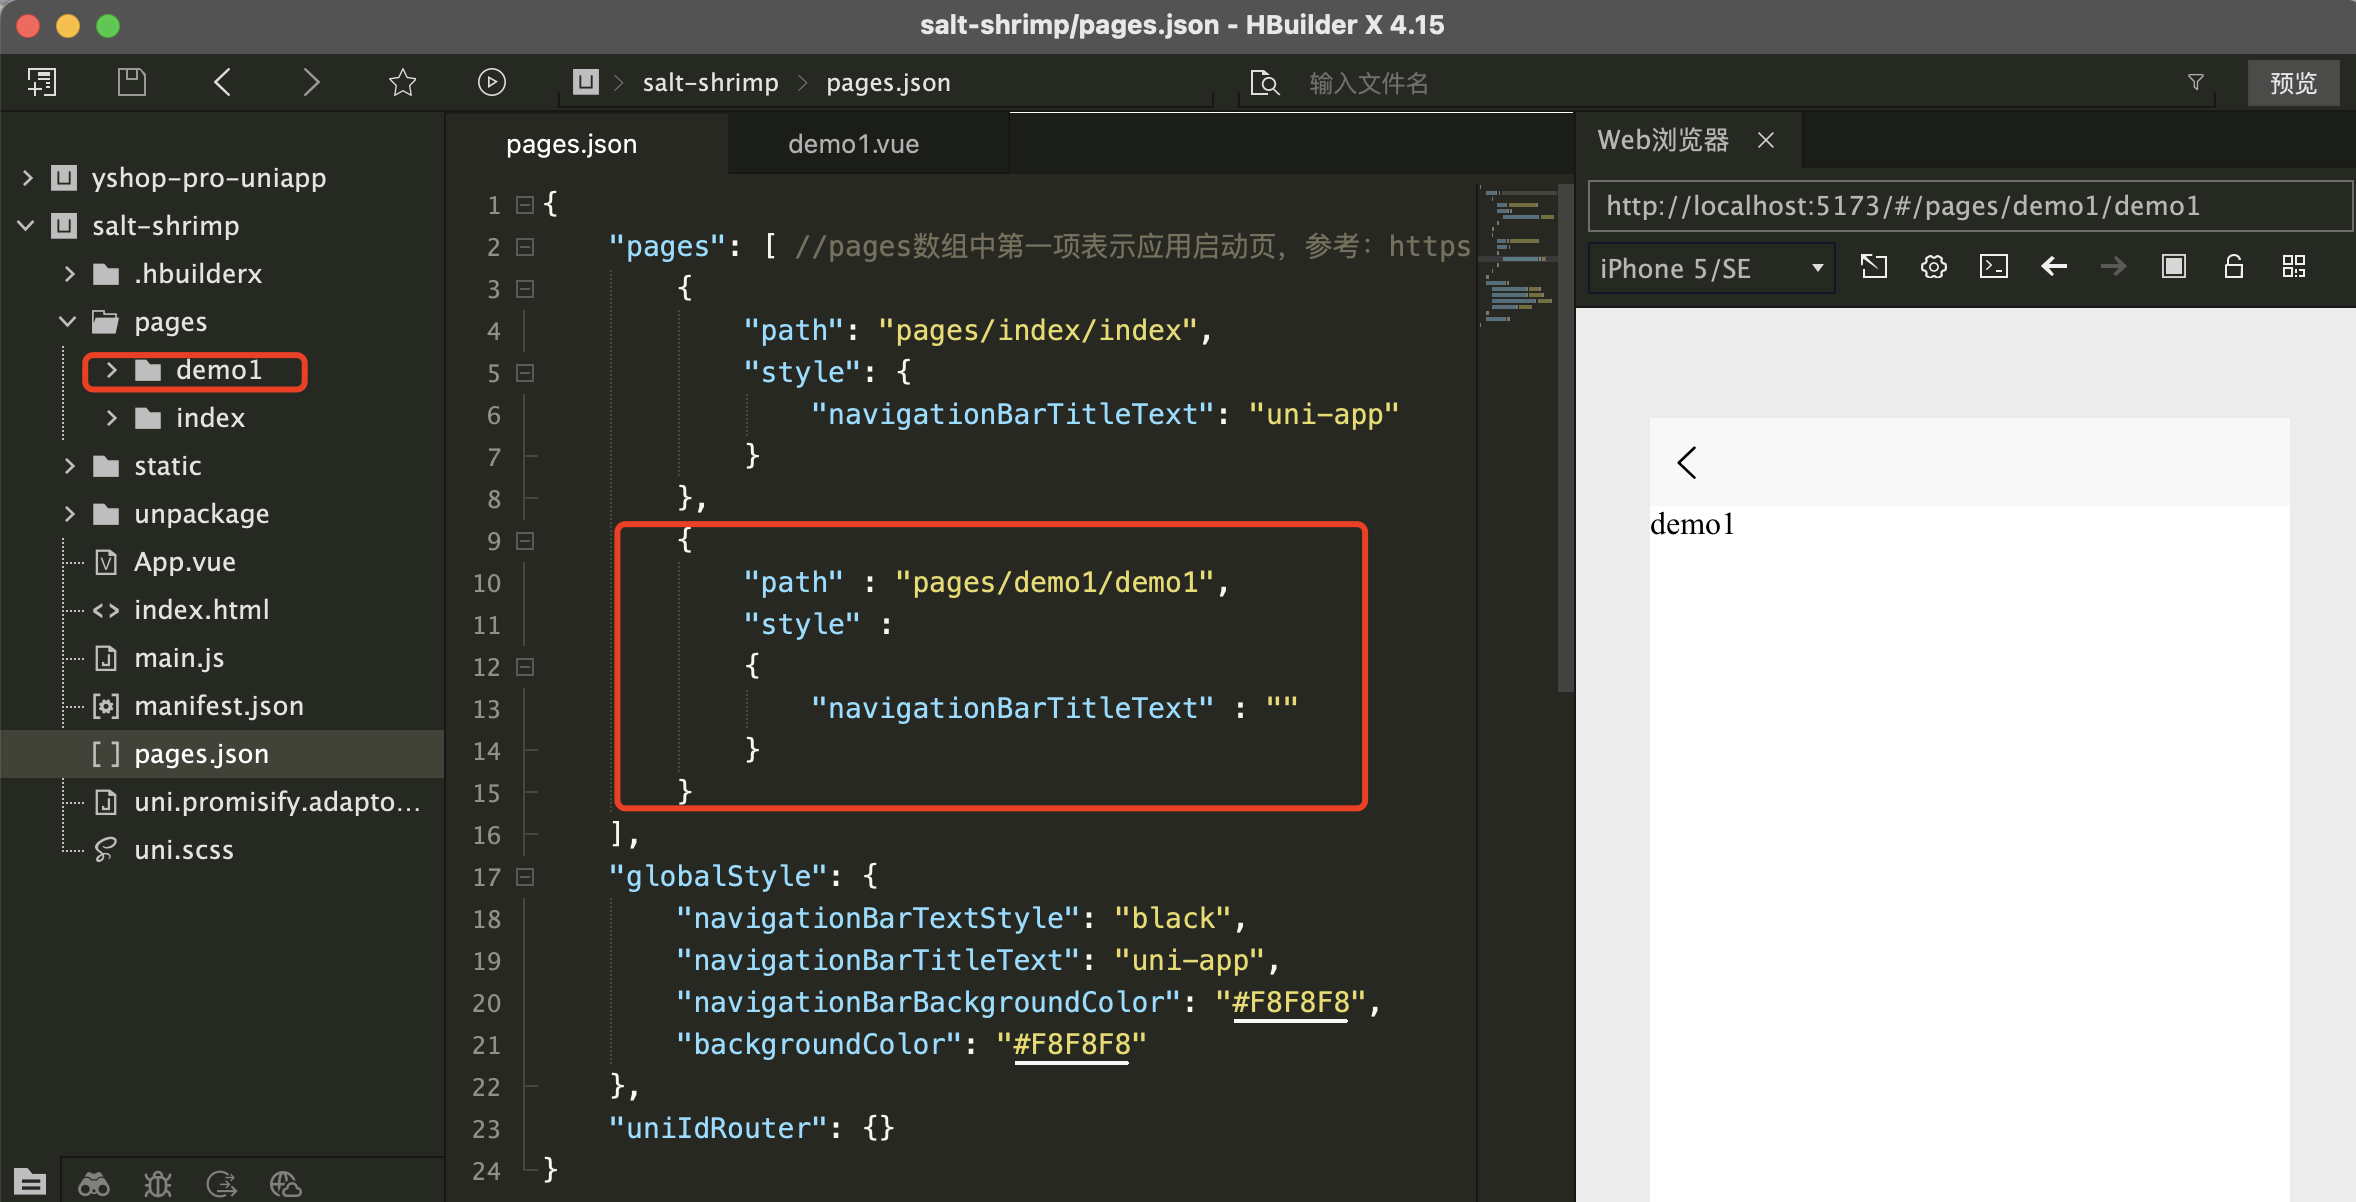 salt-shrimp/pages.json - HBuilder X 4.15
salt-shrimp
pages.json
输入文件名
预览
yshop-pro-uniapp
salt-shrimp
.hbuilderx
pages
demo1
index
static
unpackage
App.vue
index.html
main.js
manifest.json
pages.json
uni.promisify.adapto...
uni.scss
pages.json
demo1.vue
1 {
2 "pages": [ //pages数组中第一项表示应用启动页，参考：https
3 {
4 "path": "pages/index/index",
5 "style": {
6 "navigationBarTitleText": "uni-app"
7 }
8 },
9 {
10 "path" : "pages/demo1/demo1",
11 "style" :
12 {
13 "navigationBarTitleText" : ""
14 }
15 }
16 ],
17 "globalStyle": {
18 "navigationBarTextStyle": "black",
19 "navigationBarTitleText": "uni-app",
20 "navigationBarBackgroundColor": "#F8F8F8",
21 "backgroundColor": "#F8F8F8"
22 },
23 "uniIdRouter": {}
24 }
Web浏览器
http://localhost:5173/#/pages/demo1/demo1
iPhone 5/SE
demo1